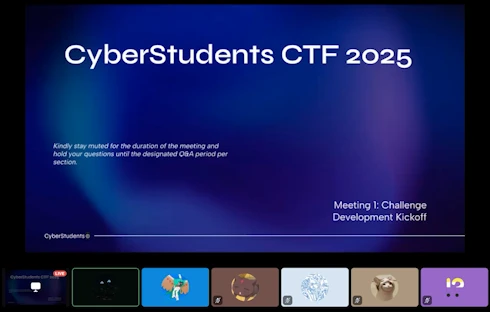 CyberStudents CTF 2025
Kindly stay muted for the duration of the meeting and
hold your questions until the designated Q&A period per
section.
Meeting 1: Challenge
Development Kickoff
CyberStudents
LIVE